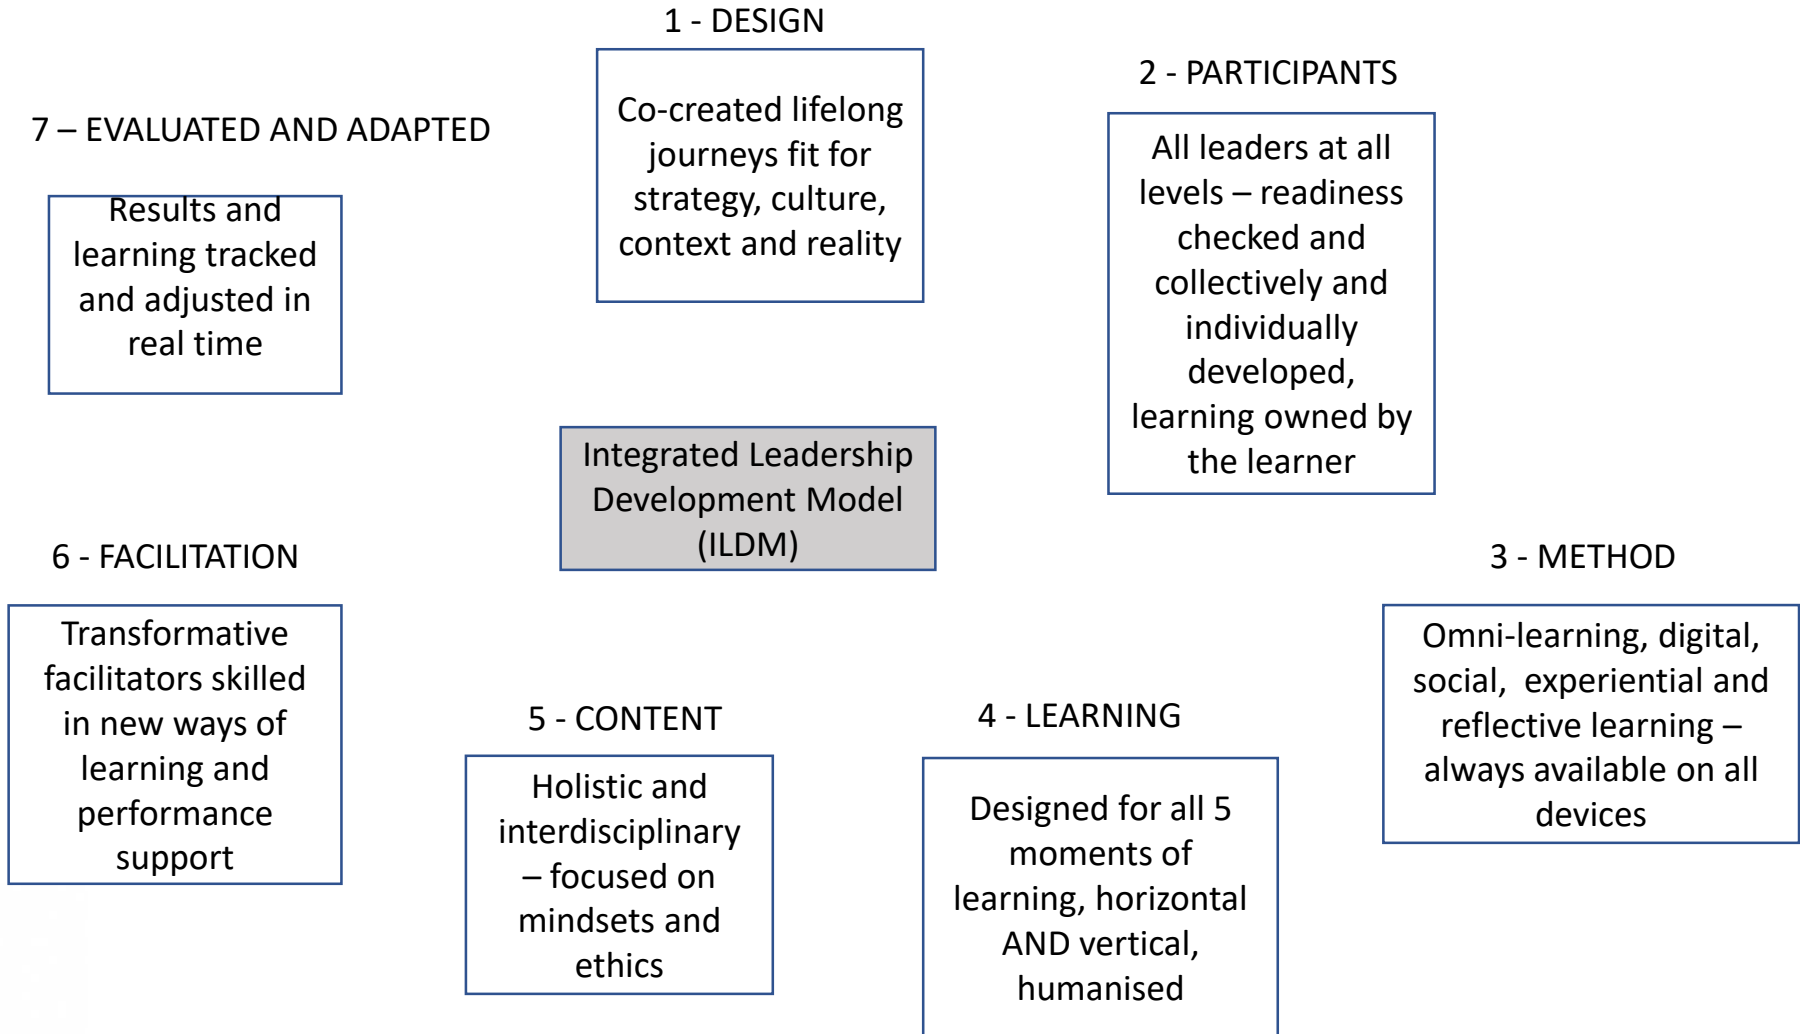 1 - DESIGN
Co-created lifelong
journeys fit for
strategy, culture,
context and reality
2 - PARTICIPANTS
All leaders at all
levels – readiness
checked and
collectively and
individually
developed,
learning owned by
the learner
7 – EVALUATED AND ADAPTED
Results and
learning tracked
and adjusted in
real time
Integrated Leadership
Development Model
(ILDM)
6 - FACILITATION
Transformative
facilitators skilled
in new ways of
learning and
performance
support
3 - METHOD
Omni-learning, digital,
social,  experiential and
reflective learning –
always available on all
devices
5 - CONTENT
Holistic and
interdisciplinary
– focused on
mindsets and
ethics
4 - LEARNING
Designed for all 5
moments of
learning, horizontal
AND vertical,
humanised